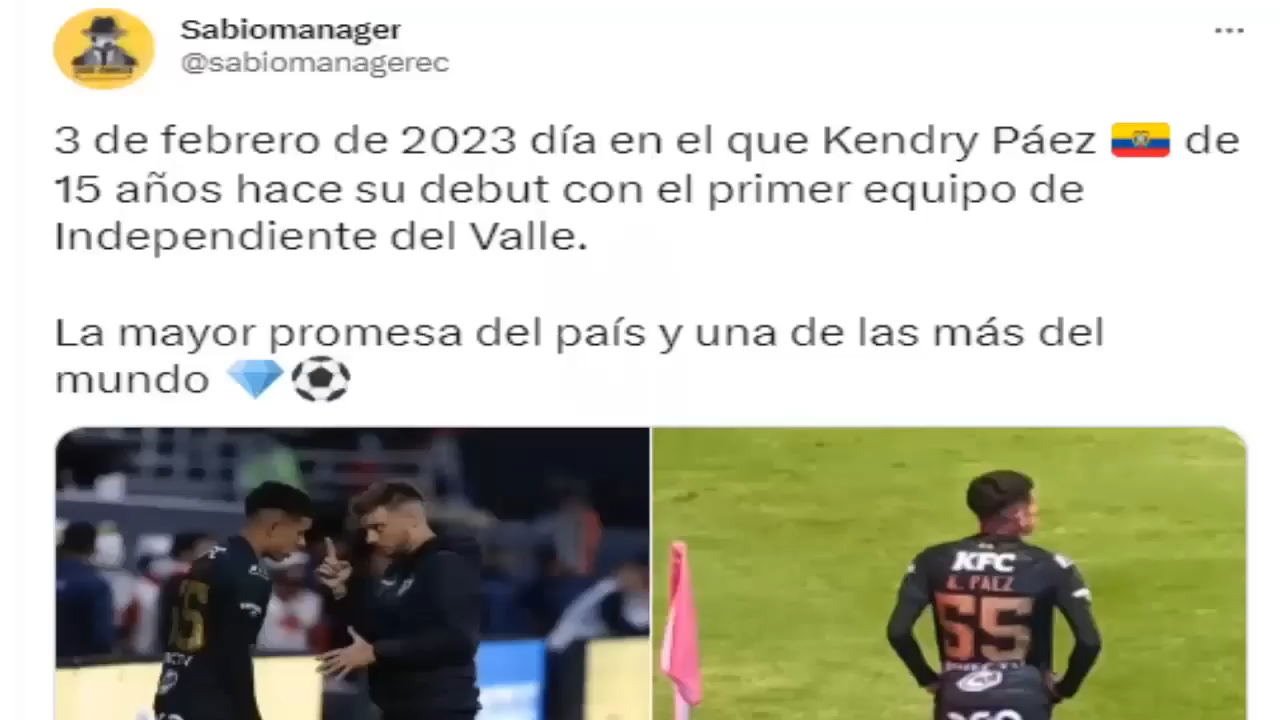 Sabiomanager
@sabiomanagerec
3 de febrero de 2023 día en el que Kendry Páez 🇪🇨 de
15 años hace su debut con el primer equipo de
Independiente del Valle.
La mayor promesa del país y una de las más del
mundo 💎⚽
KFC
K. PAEZ
55